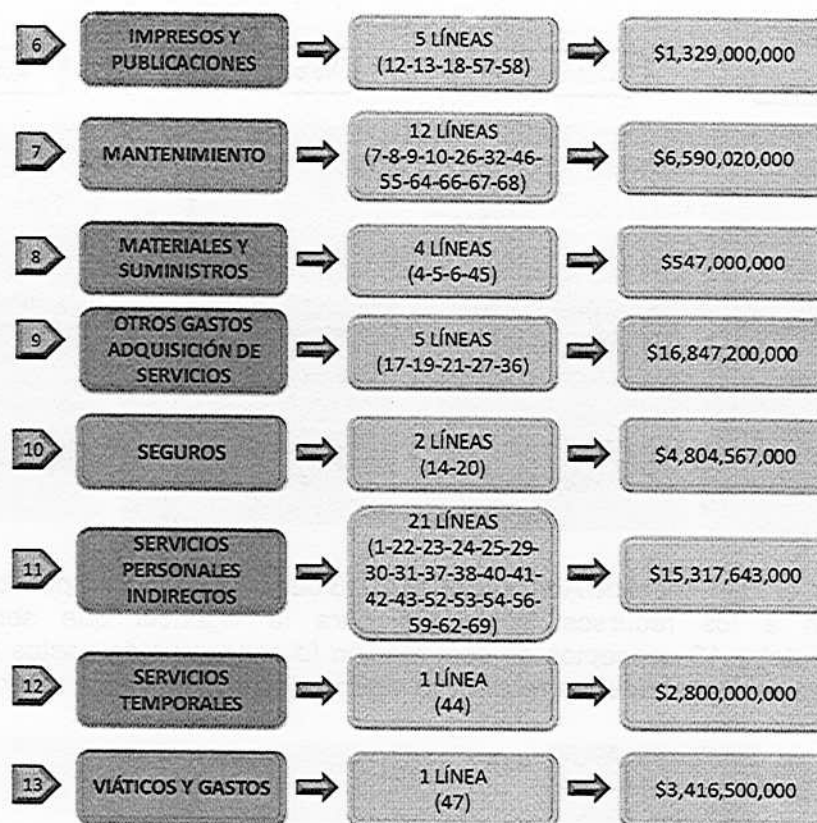 6
IMPRESOS Y
PUBLICACIONES
5 LÍNEAS
(12-13-18-57-58)
$1,329,000,000
7
MANTENIMIENTO
12 LÍNEAS
(7-8-9-10-26-32-46-
55-64-66-67-68)
$6,590,020,000
8
MATERIALES Y
SUMINISTROS
4 LÍNEAS
(4-5-6-45)
$547,000,000
9
OTROS GASTOS
ADQUISICIÓN DE
SERVICIOS
5 LÍNEAS
(17-19-21-27-36)
$16,847,200,000
10
SEGUROS
2 LÍNEAS
(14-20)
$4,804,567,000
11
SERVICIOS
PERSONALES
INDIRECTOS
21 LÍNEAS
(1-22-23-24-25-29-
30-31-37-38-40-41-
42-43-52-53-54-56-
59-62-69)
$15,317,643,000
12
SERVICIOS
TEMPORALES
1 LÍNEA
(44)
$2,800,000,000
13
VIÁTICOS Y GASTOS
1 LÍNEA
(47)
$3,416,500,000